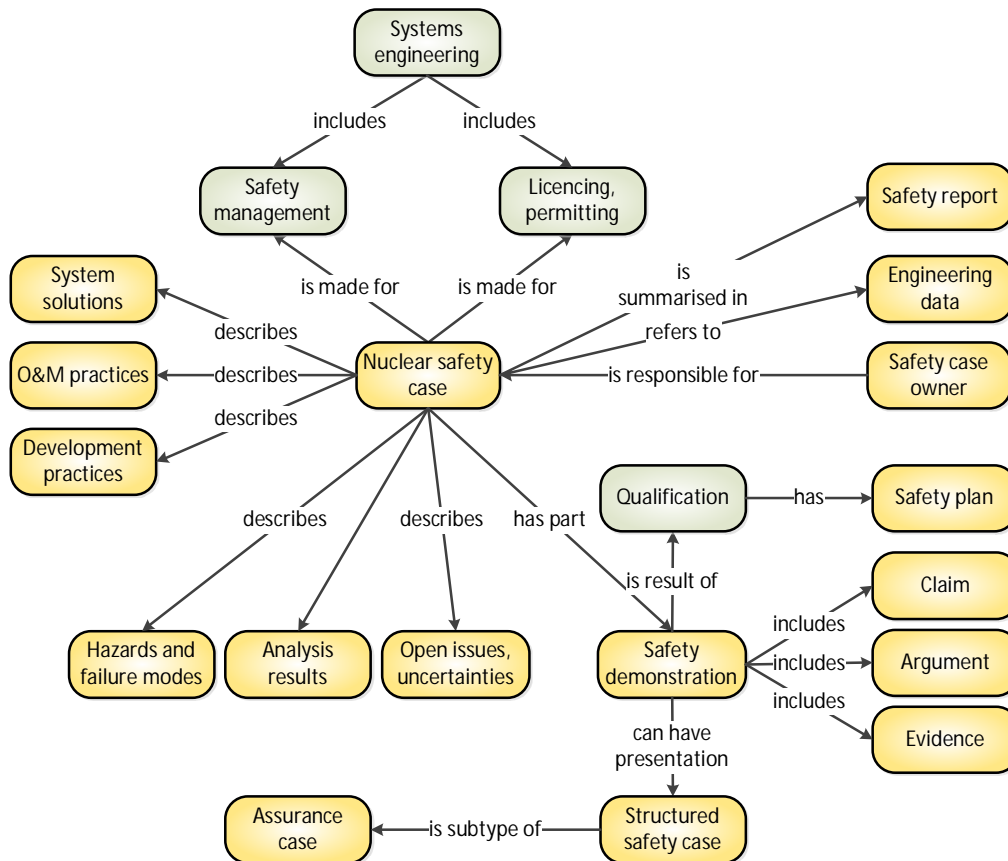 Systems
engineering
includes
includes
Safety
management
Licencing,
permitting
Safety report
System
solutions
is made for
is made for
is
summarised in
Engineering
data
describes
refers to
O&M practices
describes
Nuclear safety
case
is responsible for
Safety case
owner
describes
Development
practices
Qualification
has
Safety plan
describes
describes
has part
is result of
Claim
includes
Hazards and
failure modes
Analysis
results
Open issues,
uncertainties
Safety
demonstration
includes
Argument
includes
can have
presentation
Evidence
Assurance
case
is subtype of
Structured
safety case